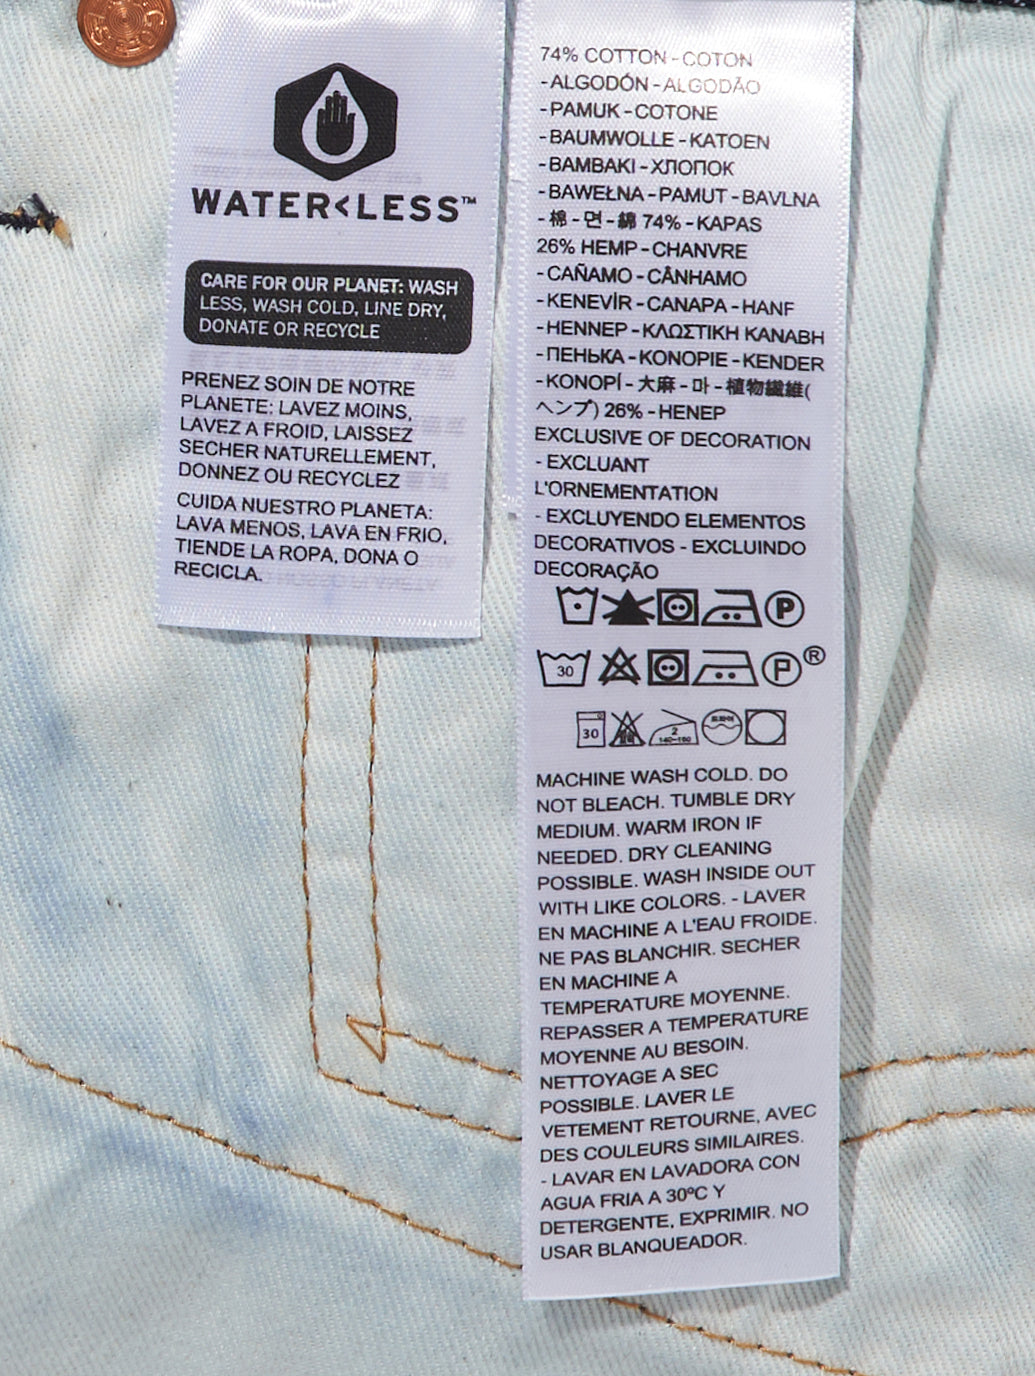 WATER<LESS™
CARE FOR OUR PLANET: WASH
LESS, WASH COLD, LINE DRY,
DONATE OR RECYCLE
PRENEZ SOIN DE NOTRE
PLANETE: LAVEZ MOINS,
LAVEZ A FROID, LAISSEZ
SECHER NATURELLEMENT,
DONNEZ OU RECYCLEZ
CUIDA NUESTRO PLANETA:
LAVA MENOS, LAVA EN FRIO,
TIENDE LA ROPA, DONA O
RECICLA.
74% COTTON - COTON
- ALGODÓN - ALGODÃO
- PAMUK - COTONE
- BAUMWOLLE - KATOEN
- BAMBAKI - ХЛОПОК
- BAWEŁNA - PAMUT - BAVLNA
- 棉 - 면 - 綿 74% - KAPAS
26% HEMP - CHANVRE
- CAÑAMO - CÂNHAMO
- KENEVİR - CANAPA - HANF
- HENNEP - ΚΛΩΣΤΙΚΗ ΚΑΝΑΒΗ
- ПЕНЬКА - KONOPIE - KENDER
- KONOPÍ - 大麻 - 마 - 植物繊維(
ヘンプ) 26% - HENEP
EXCLUSIVE OF DECORATION
- EXCLUANT
L'ORNEMENTATION
- EXCLUYENDO ELEMENTOS
DECORATIVOS - EXCLUINDO
DECORAÇÃO
P
30 P ®
30 2 140~160
MACHINE WASH COLD. DO
NOT BLEACH. TUMBLE DRY
MEDIUM. WARM IRON IF
NEEDED. DRY CLEANING
POSSIBLE. WASH INSIDE OUT
WITH LIKE COLORS. - LAVER
EN MACHINE A L'EAU FROIDE.
NE PAS BLANCHIR. SECHER
EN MACHINE A
TEMPERATURE MOYENNE.
REPASSER A TEMPERATURE
MOYENNE AU BESOIN.
NETTOYAGE A SEC
POSSIBLE. LAVER LE
VETEMENT RETOURNE, AVEC
DES COULEURS SIMILAIRES.
- LAVAR EN LAVADORA CON
AGUA FRIA A 30ºC Y
DETERGENTE, EXPRIMIR. NO
USAR BLANQUEADOR.